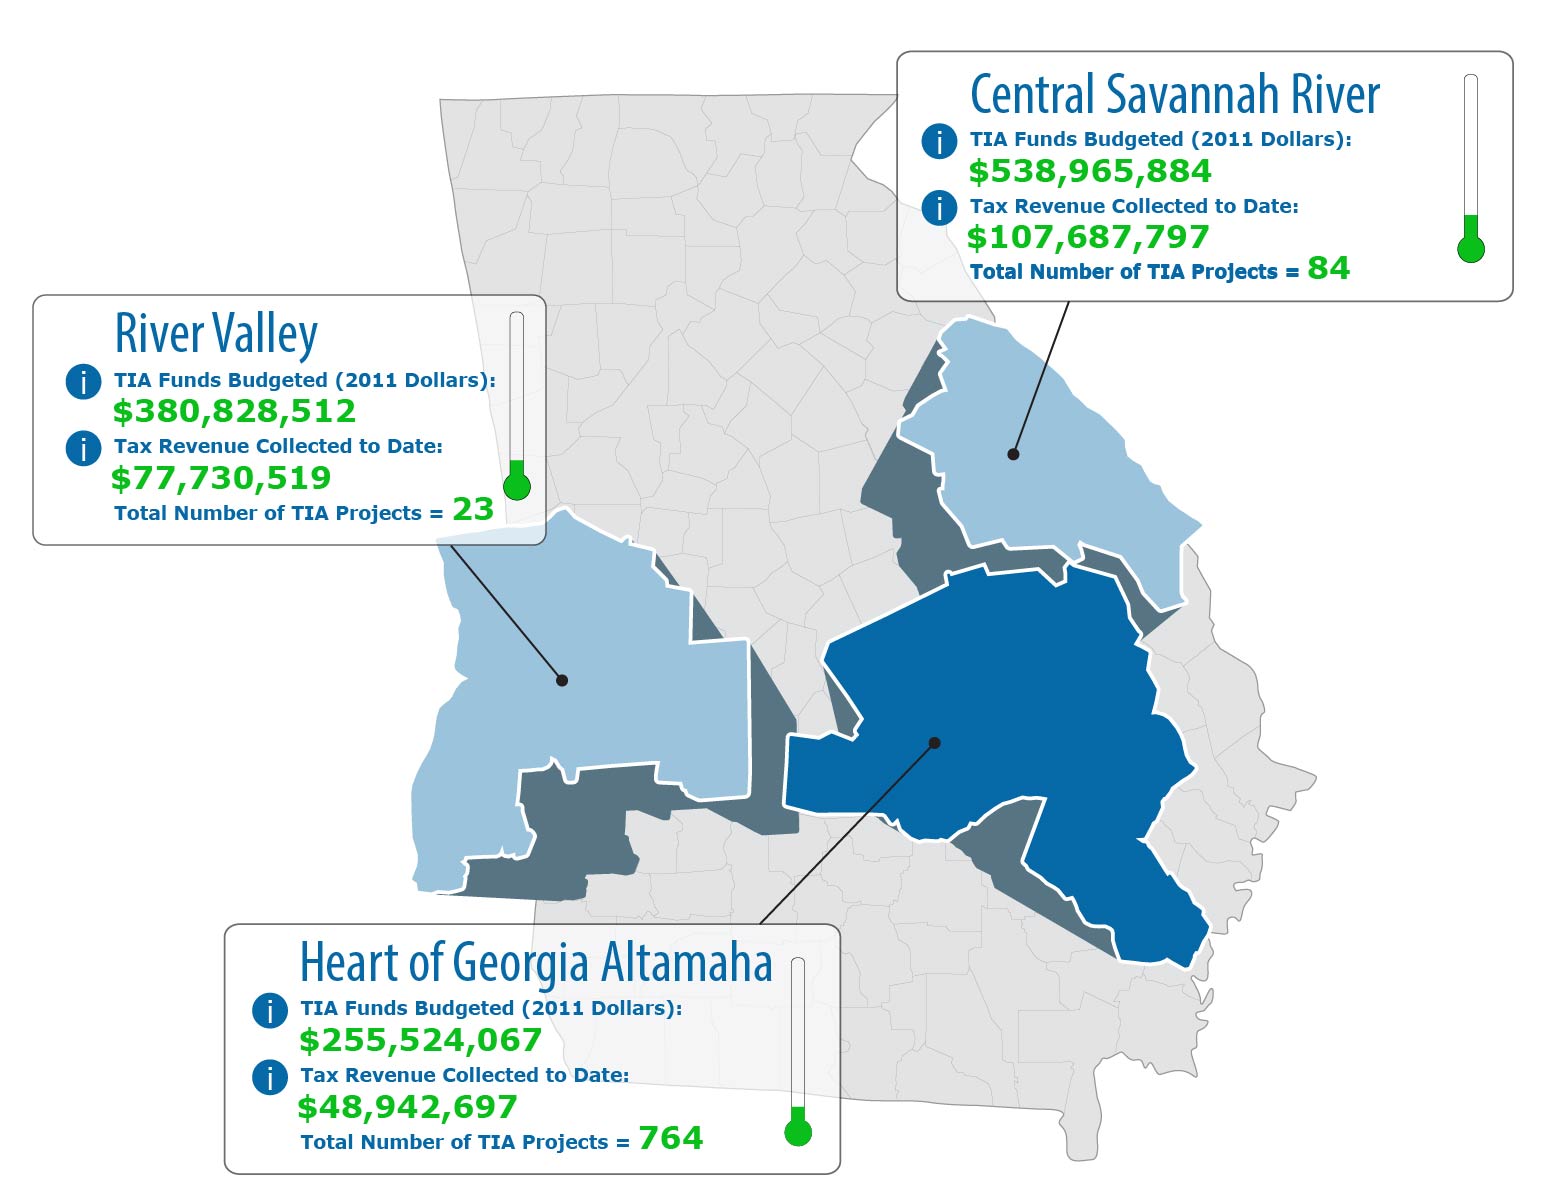 Central Savannah River
i TIA Funds Budgeted (2011 Dollars):
$538,965,884
i Tax Revenue Collected to Date:
$107,687,797
Total Number of TIA Projects = 84
River Valley
i TIA Funds Budgeted (2011 Dollars):
$380,828,512
i Tax Revenue Collected to Date:
$77,730,519
Total Number of TIA Projects = 23
Heart of Georgia Altamaha
i TIA Funds Budgeted (2011 Dollars):
$255,524,067
i Tax Revenue Collected to Date:
$48,942,697
Total Number of TIA Projects = 764